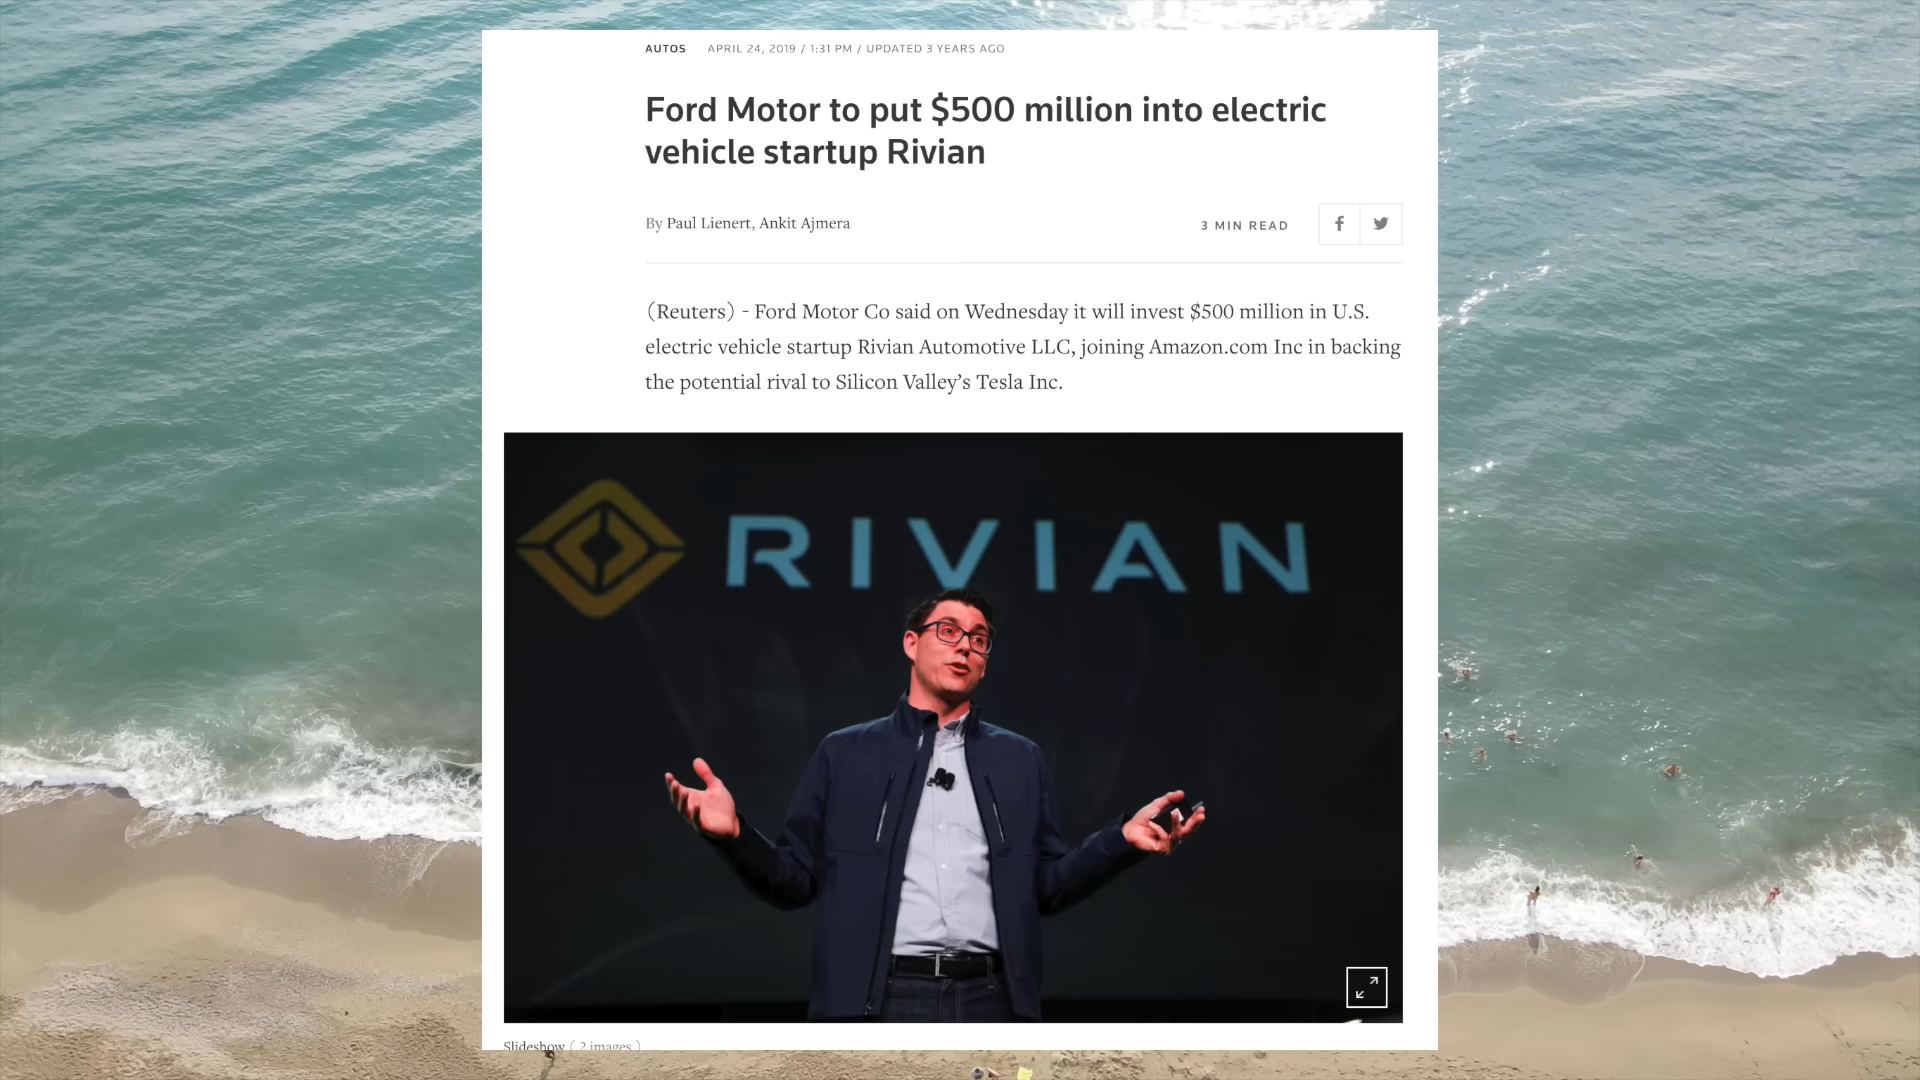 AUTOS APRIL 24, 2019 / 1:31 PM / UPDATED 3 YEARS AGO
Ford Motor to put $500 million into electric
vehicle startup Rivian
By Paul Lienert, Ankit Ajmera
3 MIN READ
(Reuters) - Ford Motor Co said on Wednesday it will invest $500 million in U.S.
electric vehicle startup Rivian Automotive LLC, joining Amazon.com Inc in backing
the potential rival to Silicon Valley’s Tesla Inc.
RIVIAN
Slideshow ( 2 images )